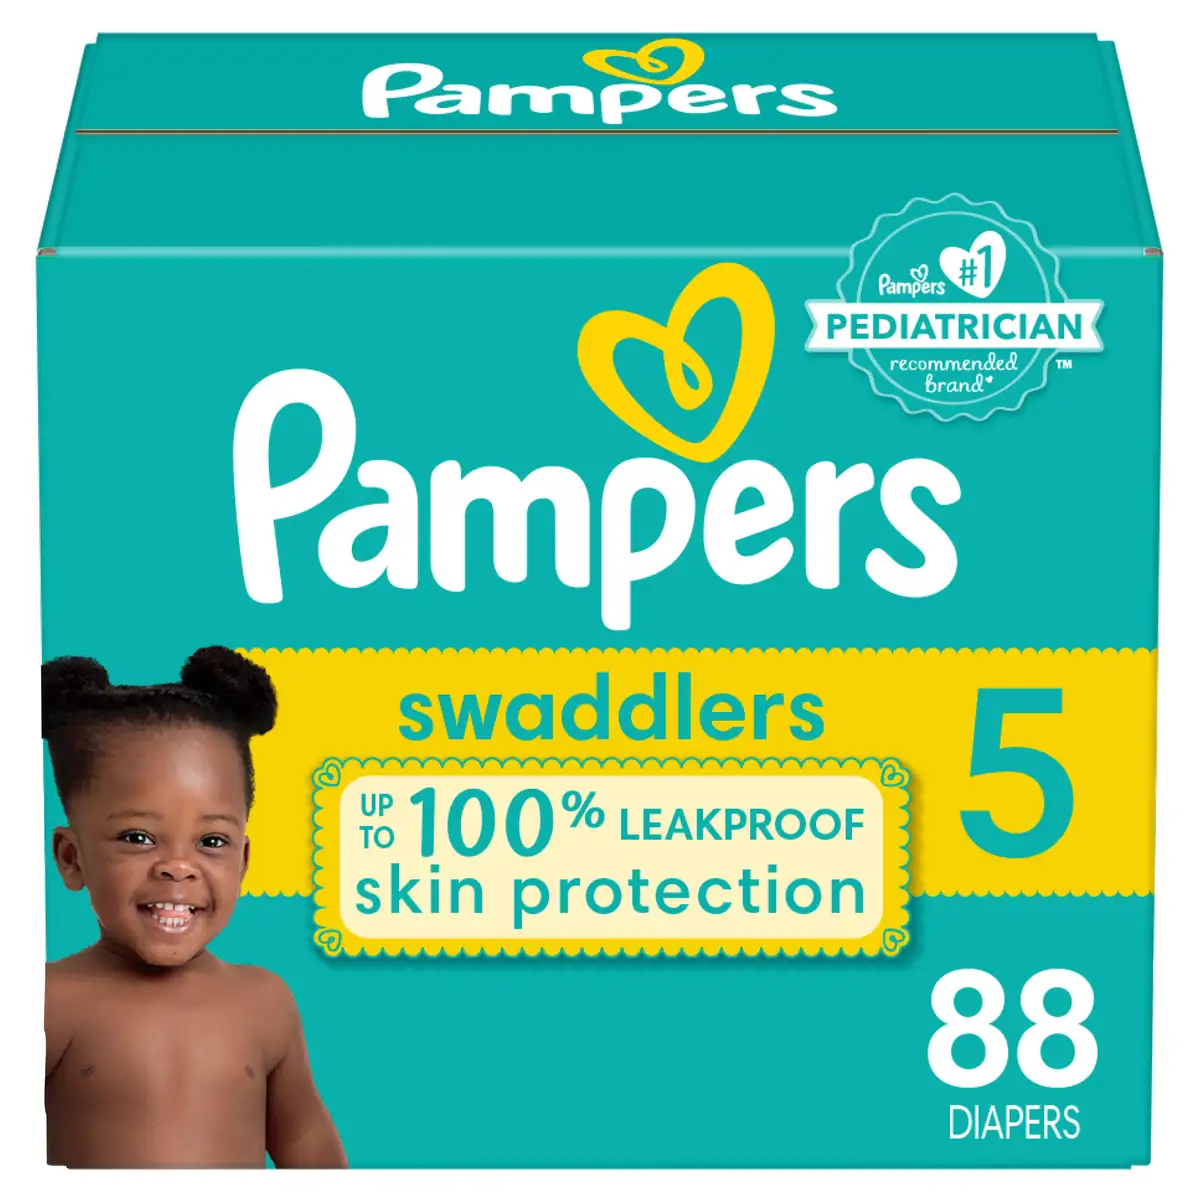 Pampers
Pampers #1
PEDIATRICIAN
recommended ™
brand
Pampers
swaddlers
5
UP TO 100% LEAKPROOF
skin protection
88
DIAPERS